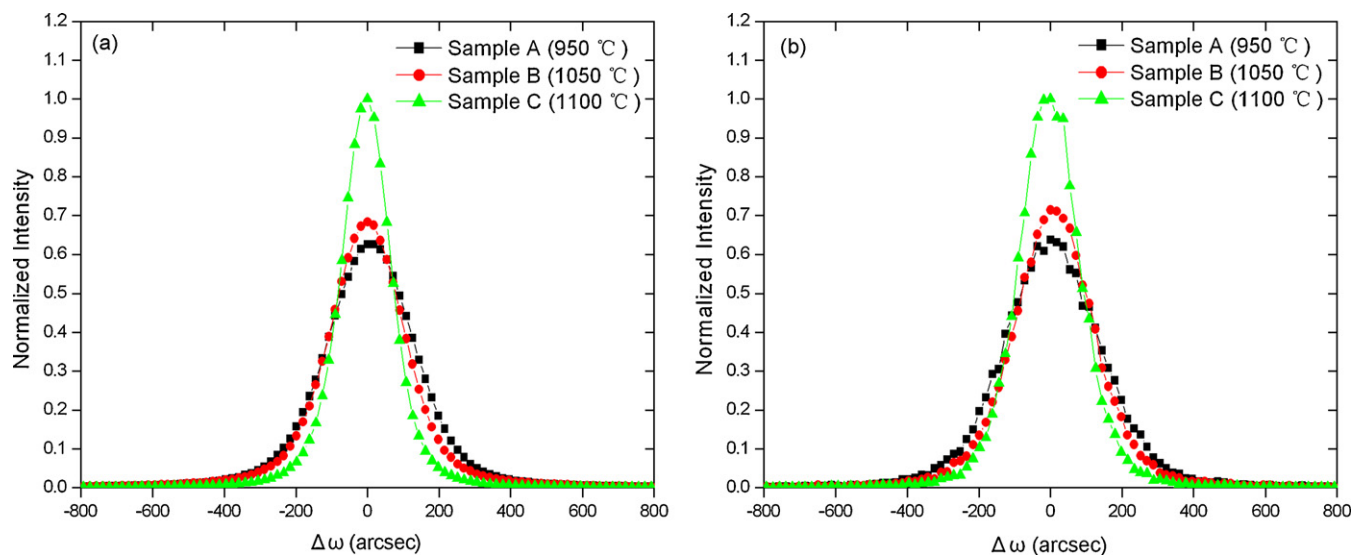 (a)
Sample A (950 ℃)
Sample B (1050 ℃)
Sample C (1100 ℃)
Normalized Intensity
1.2
1.1
1.0
0.9
0.8
0.7
0.6
0.5
0.4
0.3
0.2
0.1
0.0
-800 -600 -400 -200 0 200 400 600 800
Δω (arcsec)
(b)
Sample A (950 ℃)
Sample B (1050 ℃)
Sample C (1100 ℃)
Normalized Intensity
1.2
1.1
1.0
0.9
0.8
0.7
0.6
0.5
0.4
0.3
0.2
0.1
0.0
-800 -600 -400 -200 0 200 400 600 800
Δω (arcsec)